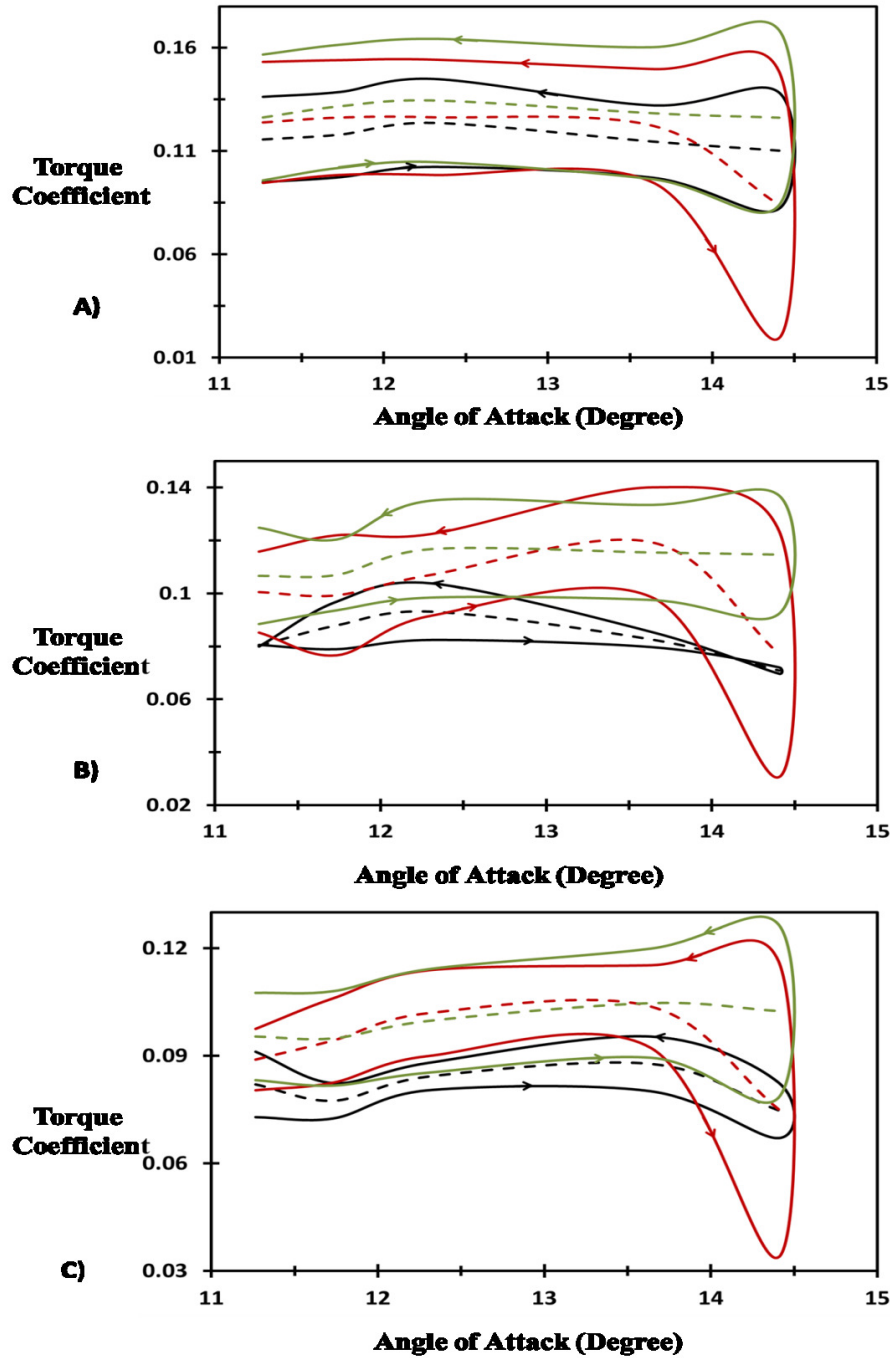 0.16
0.11
0.06
0.01
Torque
Coefficient
A)
11 12 13 14 15
Angle of Attack (Degree)
0.14
0.1
0.06
0.02
Torque
Coefficient
B)
11 12 13 14 15
Angle of Attack (Degree)
0.12
0.09
0.06
0.03
Torque
Coefficient
C)
11 12 13 14 15
Angle of Attack (Degree)